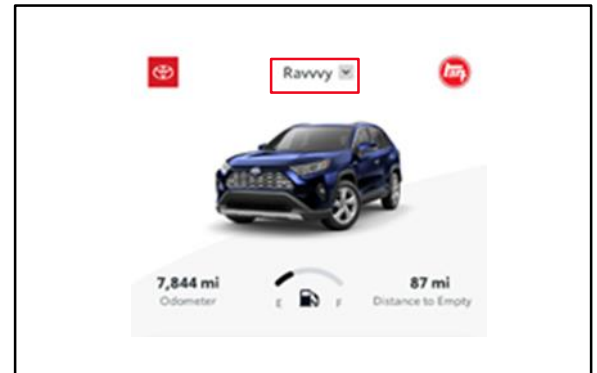 Ravvvy
7,844 mi
Odometer
E F
87 mi
Distance to Empty